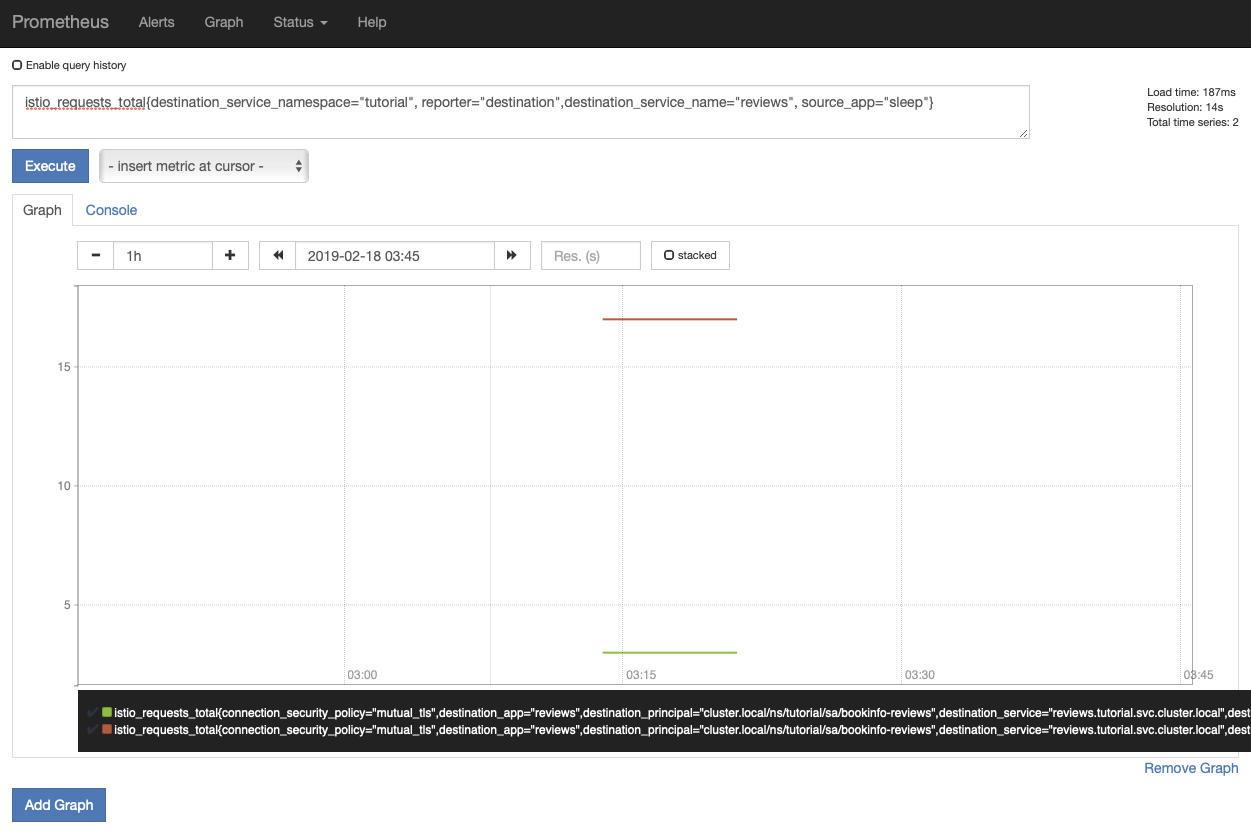 Prometheus Alerts Graph Status Help
Enable query history
istio_requests_total{destination_service_namespace="tutorial", reporter="destination",destination_service_name="reviews", source_app="sleep"}
Load time: 187ms
Resolution: 14s
Total time series: 2
Execute - insert metric at cursor -
Graph Console
1h 2019-02-18 03:45 Res. (s) stacked
15
10
5
03:00 03:15 03:30 03:45
istio_requests_total{connection_security_policy="mutual_tls",destination_app="reviews",destination_principal="cluster.local/ns/tutorial/sa/bookinfo-reviews",destination_service="reviews.tutorial.svc.cluster.local",dest
istio_requests_total{connection_security_policy="mutual_tls",destination_app="reviews",destination_principal="cluster.local/ns/tutorial/sa/bookinfo-reviews",destination_service="reviews.tutorial.svc.cluster.local",dest
Remove Graph
Add Graph